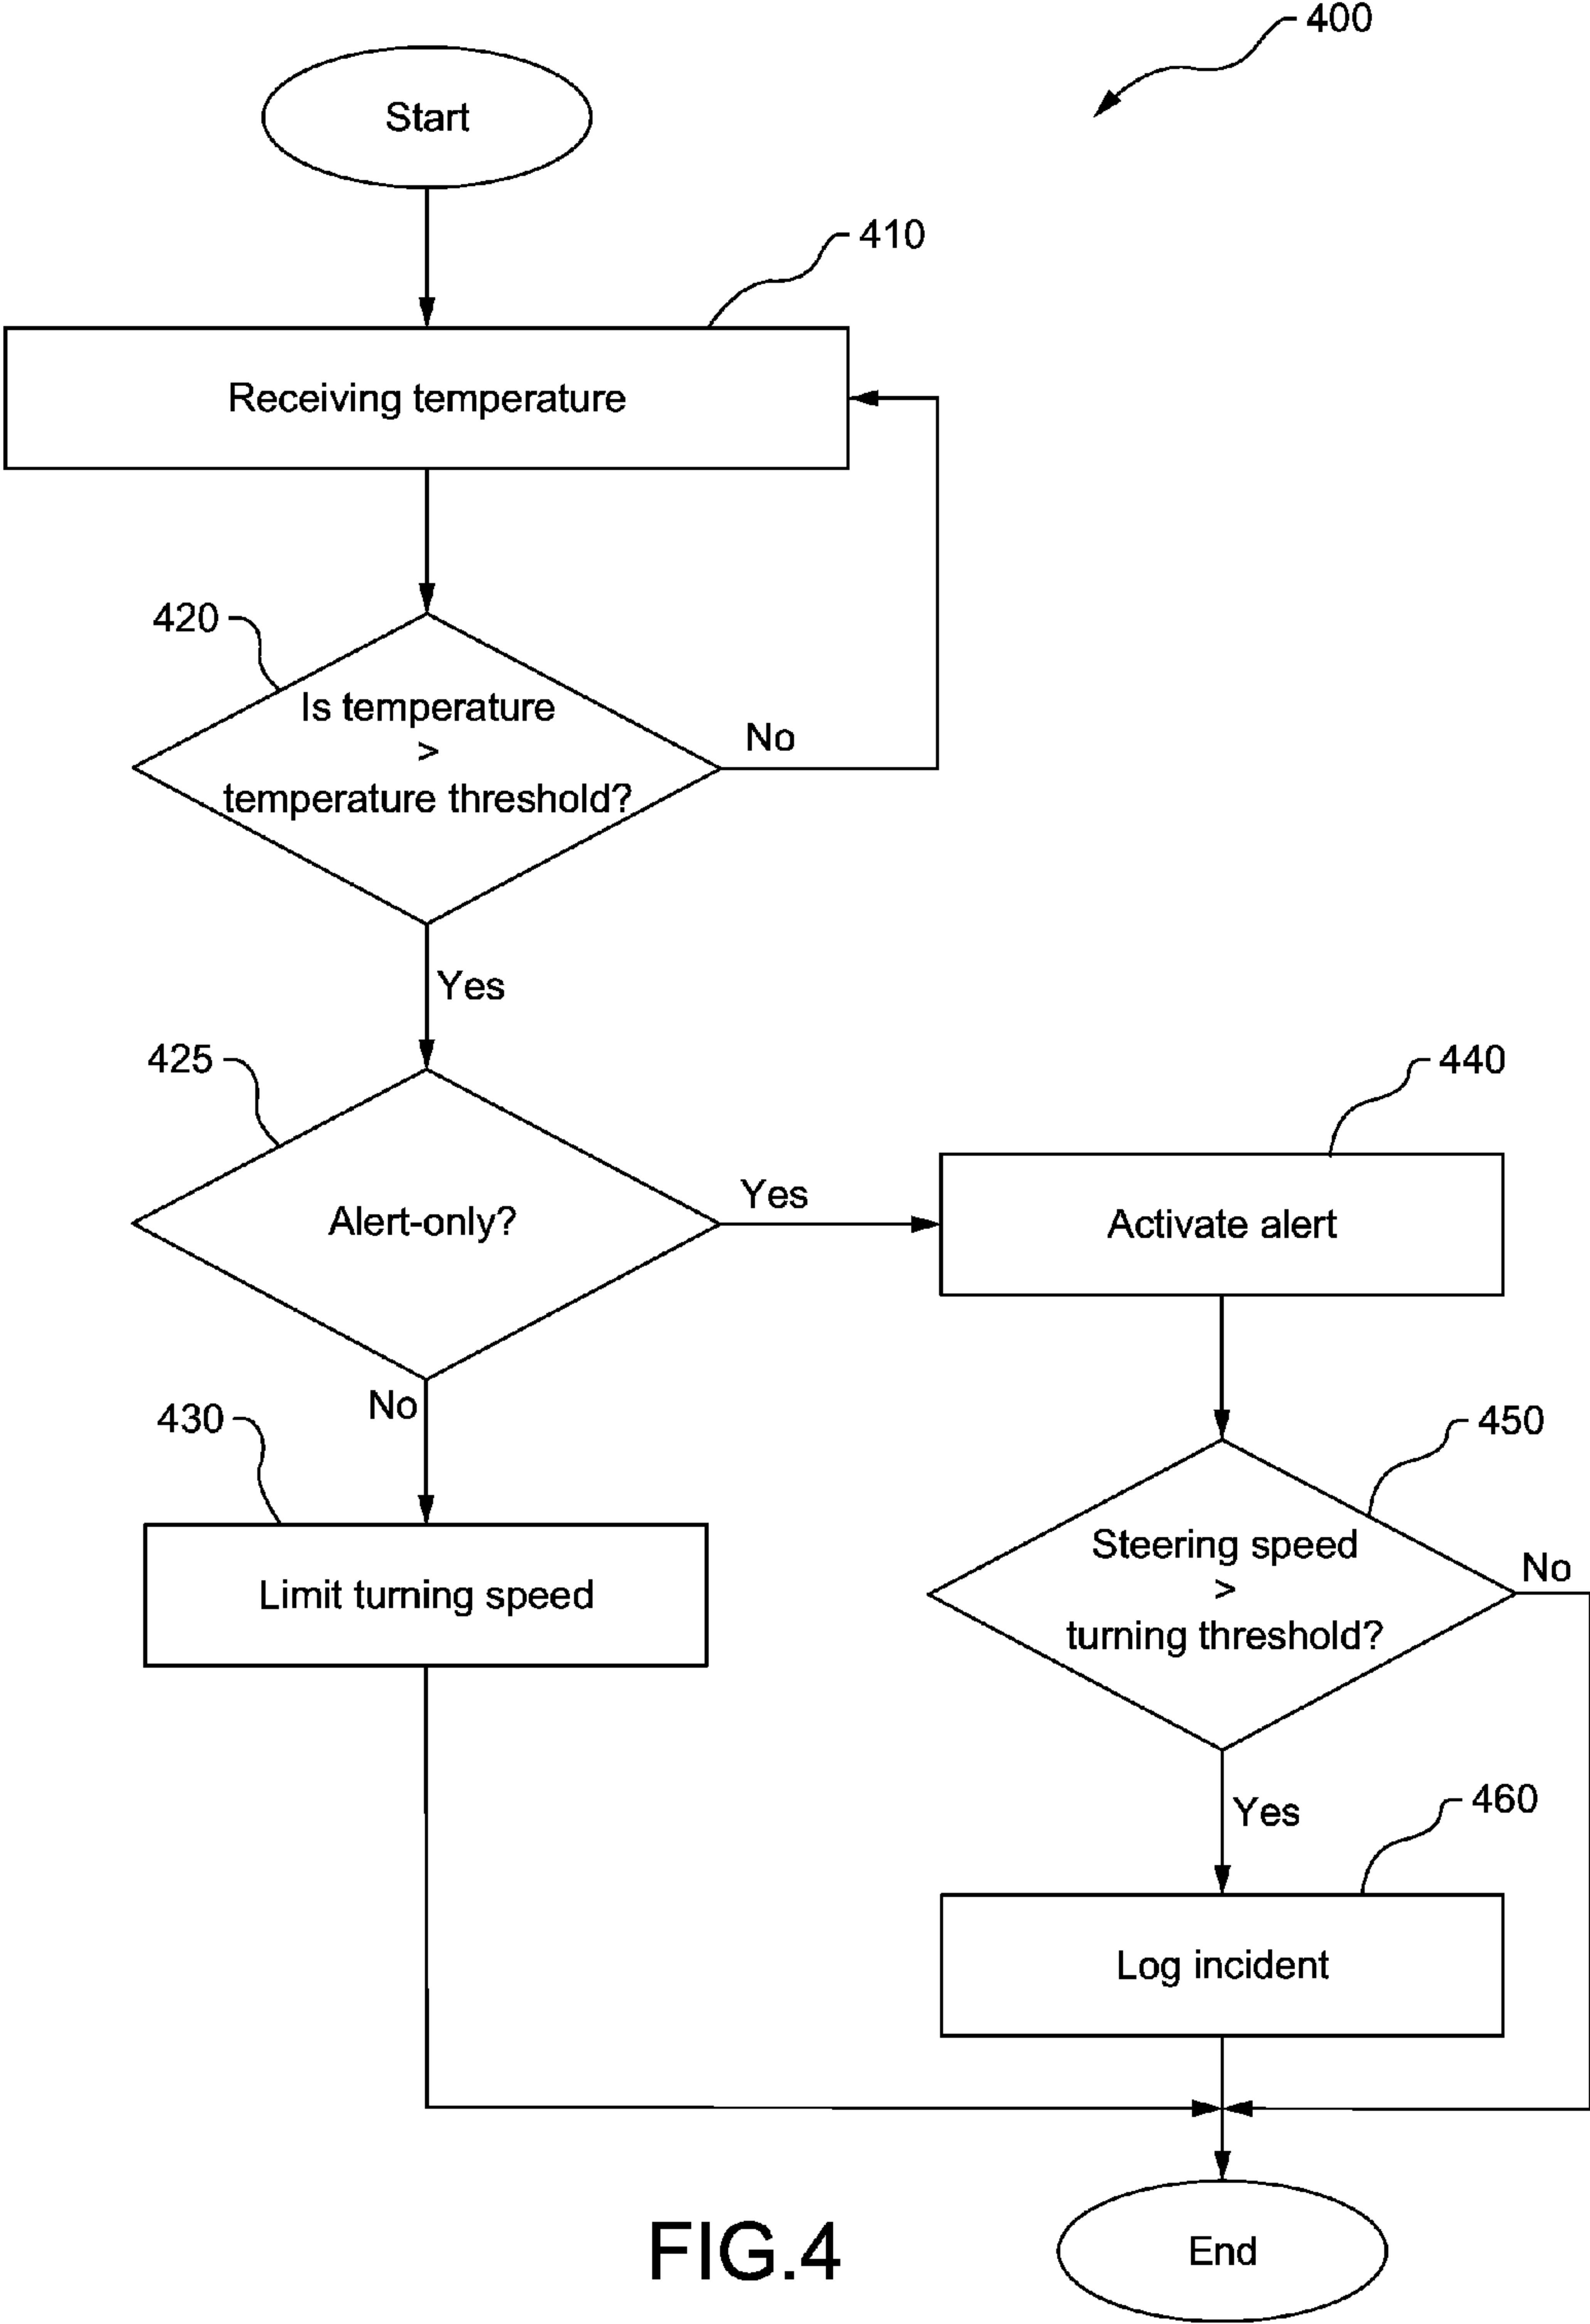 400
Start
410
Receiving temperature
420
Is temperature
>
temperature threshold?
No
Yes
425
Alert-only?
Yes
440
Activate alert
No
430
Limit turning speed
450
Steering speed
>
turning threshold?
No
Yes
460
Log incident
End
FIG.4